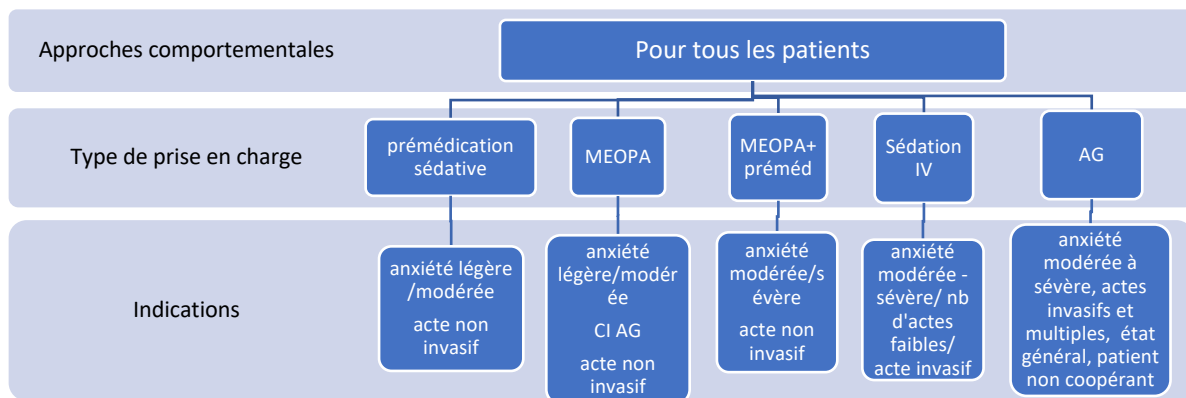 Approches comportementales
Pour tous les patients
Type de prise en charge
prémédication
sédative
MEOPA
MEOPA+
préméd
Sédation
IV
AG
Indications
anxiété légère
/modérée
acte non
invasif
anxiété
légère/modér
ée
CI AG
acte non
invasif
anxiété
modérée/s
évère
acte non
invasif
anxiété
modérée -
sévère/ nb
d'actes
faibles/
acte invasif
anxiété
modérée à
sévère, actes
invasifs et
multiples, état
général, patient
non coopérant